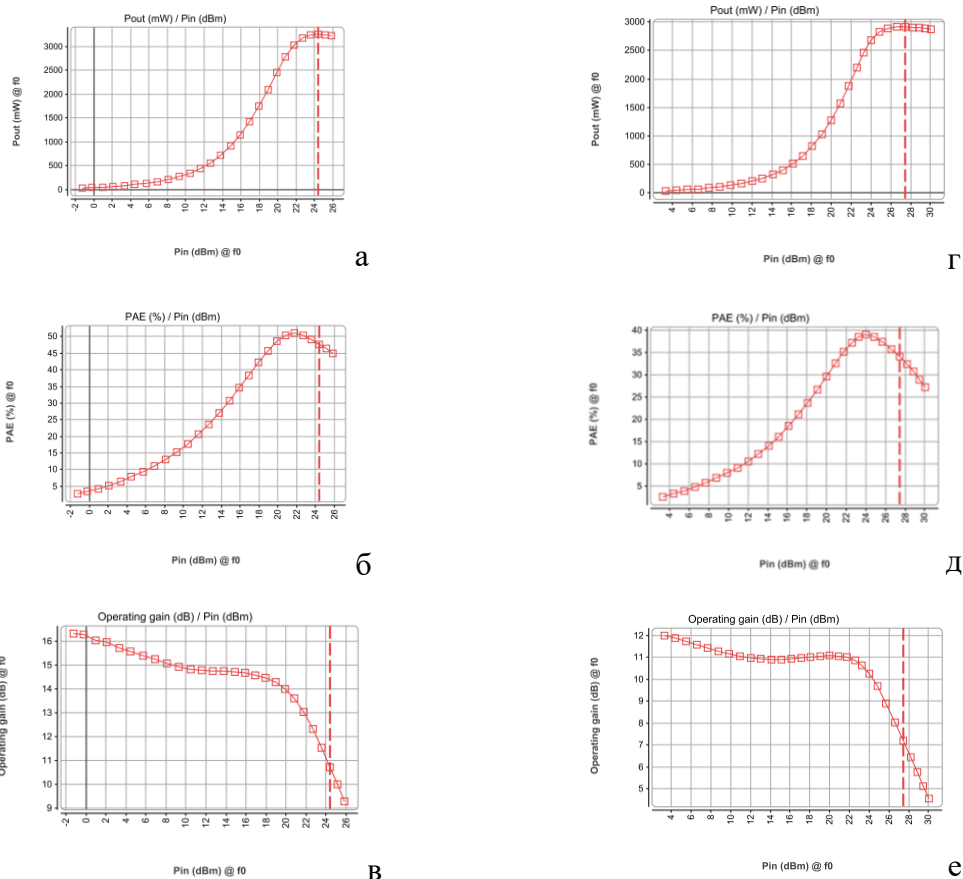 Pout (mW) / Pin (dBm)
Pout (mW) @ f0
3000
2500
2000
1500
1000
500
0
-2 0 2 4 6 8 10 12 14 16 18 20 22 24 26
Pin (dBm) @ f0
а
Pout (mW) / Pin (dBm)
Pout (mW) @ f0
3000
2500
2000
1500
1000
500
0
4 6 8 10 12 14 16 18 20 22 24 26 28 30
Pin (dBm) @ f0
г
PAE (%) / Pin (dBm)
PAE (%) @ f0
50
45
40
35
30
25
20
15
10
5
-2 0 2 4 6 8 10 12 14 16 18 20 22 24 26
Pin (dBm) @ f0
б
PAE (%) / Pin (dBm)
PAE (%) @ f0
40
35
30
25
20
15
10
5
4 6 8 10 12 14 16 18 20 22 24 26 28 30
Pin (dBm) @ f0
д
Operating gain (dB) / Pin (dBm)
Operating gain (dB) @ f0
16
15
14
13
12
11
10
9
-2 0 2 4 6 8 10 12 14 16 18 20 22 24 26
Pin (dBm) @ f0
в
Operating gain (dB) / Pin (dBm)
Operating gain (dB) @ f0
12
11
10
9
8
7
6
5
4 6 8 10 12 14 16 18 20 22 24 26 28 30
Pin (dBm) @ f0
е